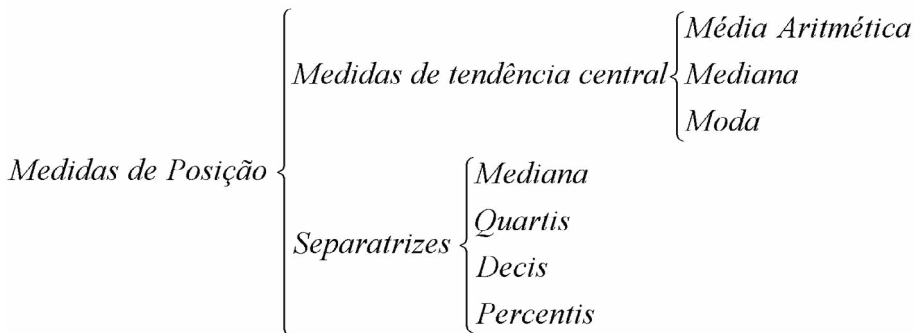 Média Aritmética
Medidas de tendência central
Mediana
Moda
Medidas de Posição
Mediana
Quartis
Separatrizes
Decis
Percentis